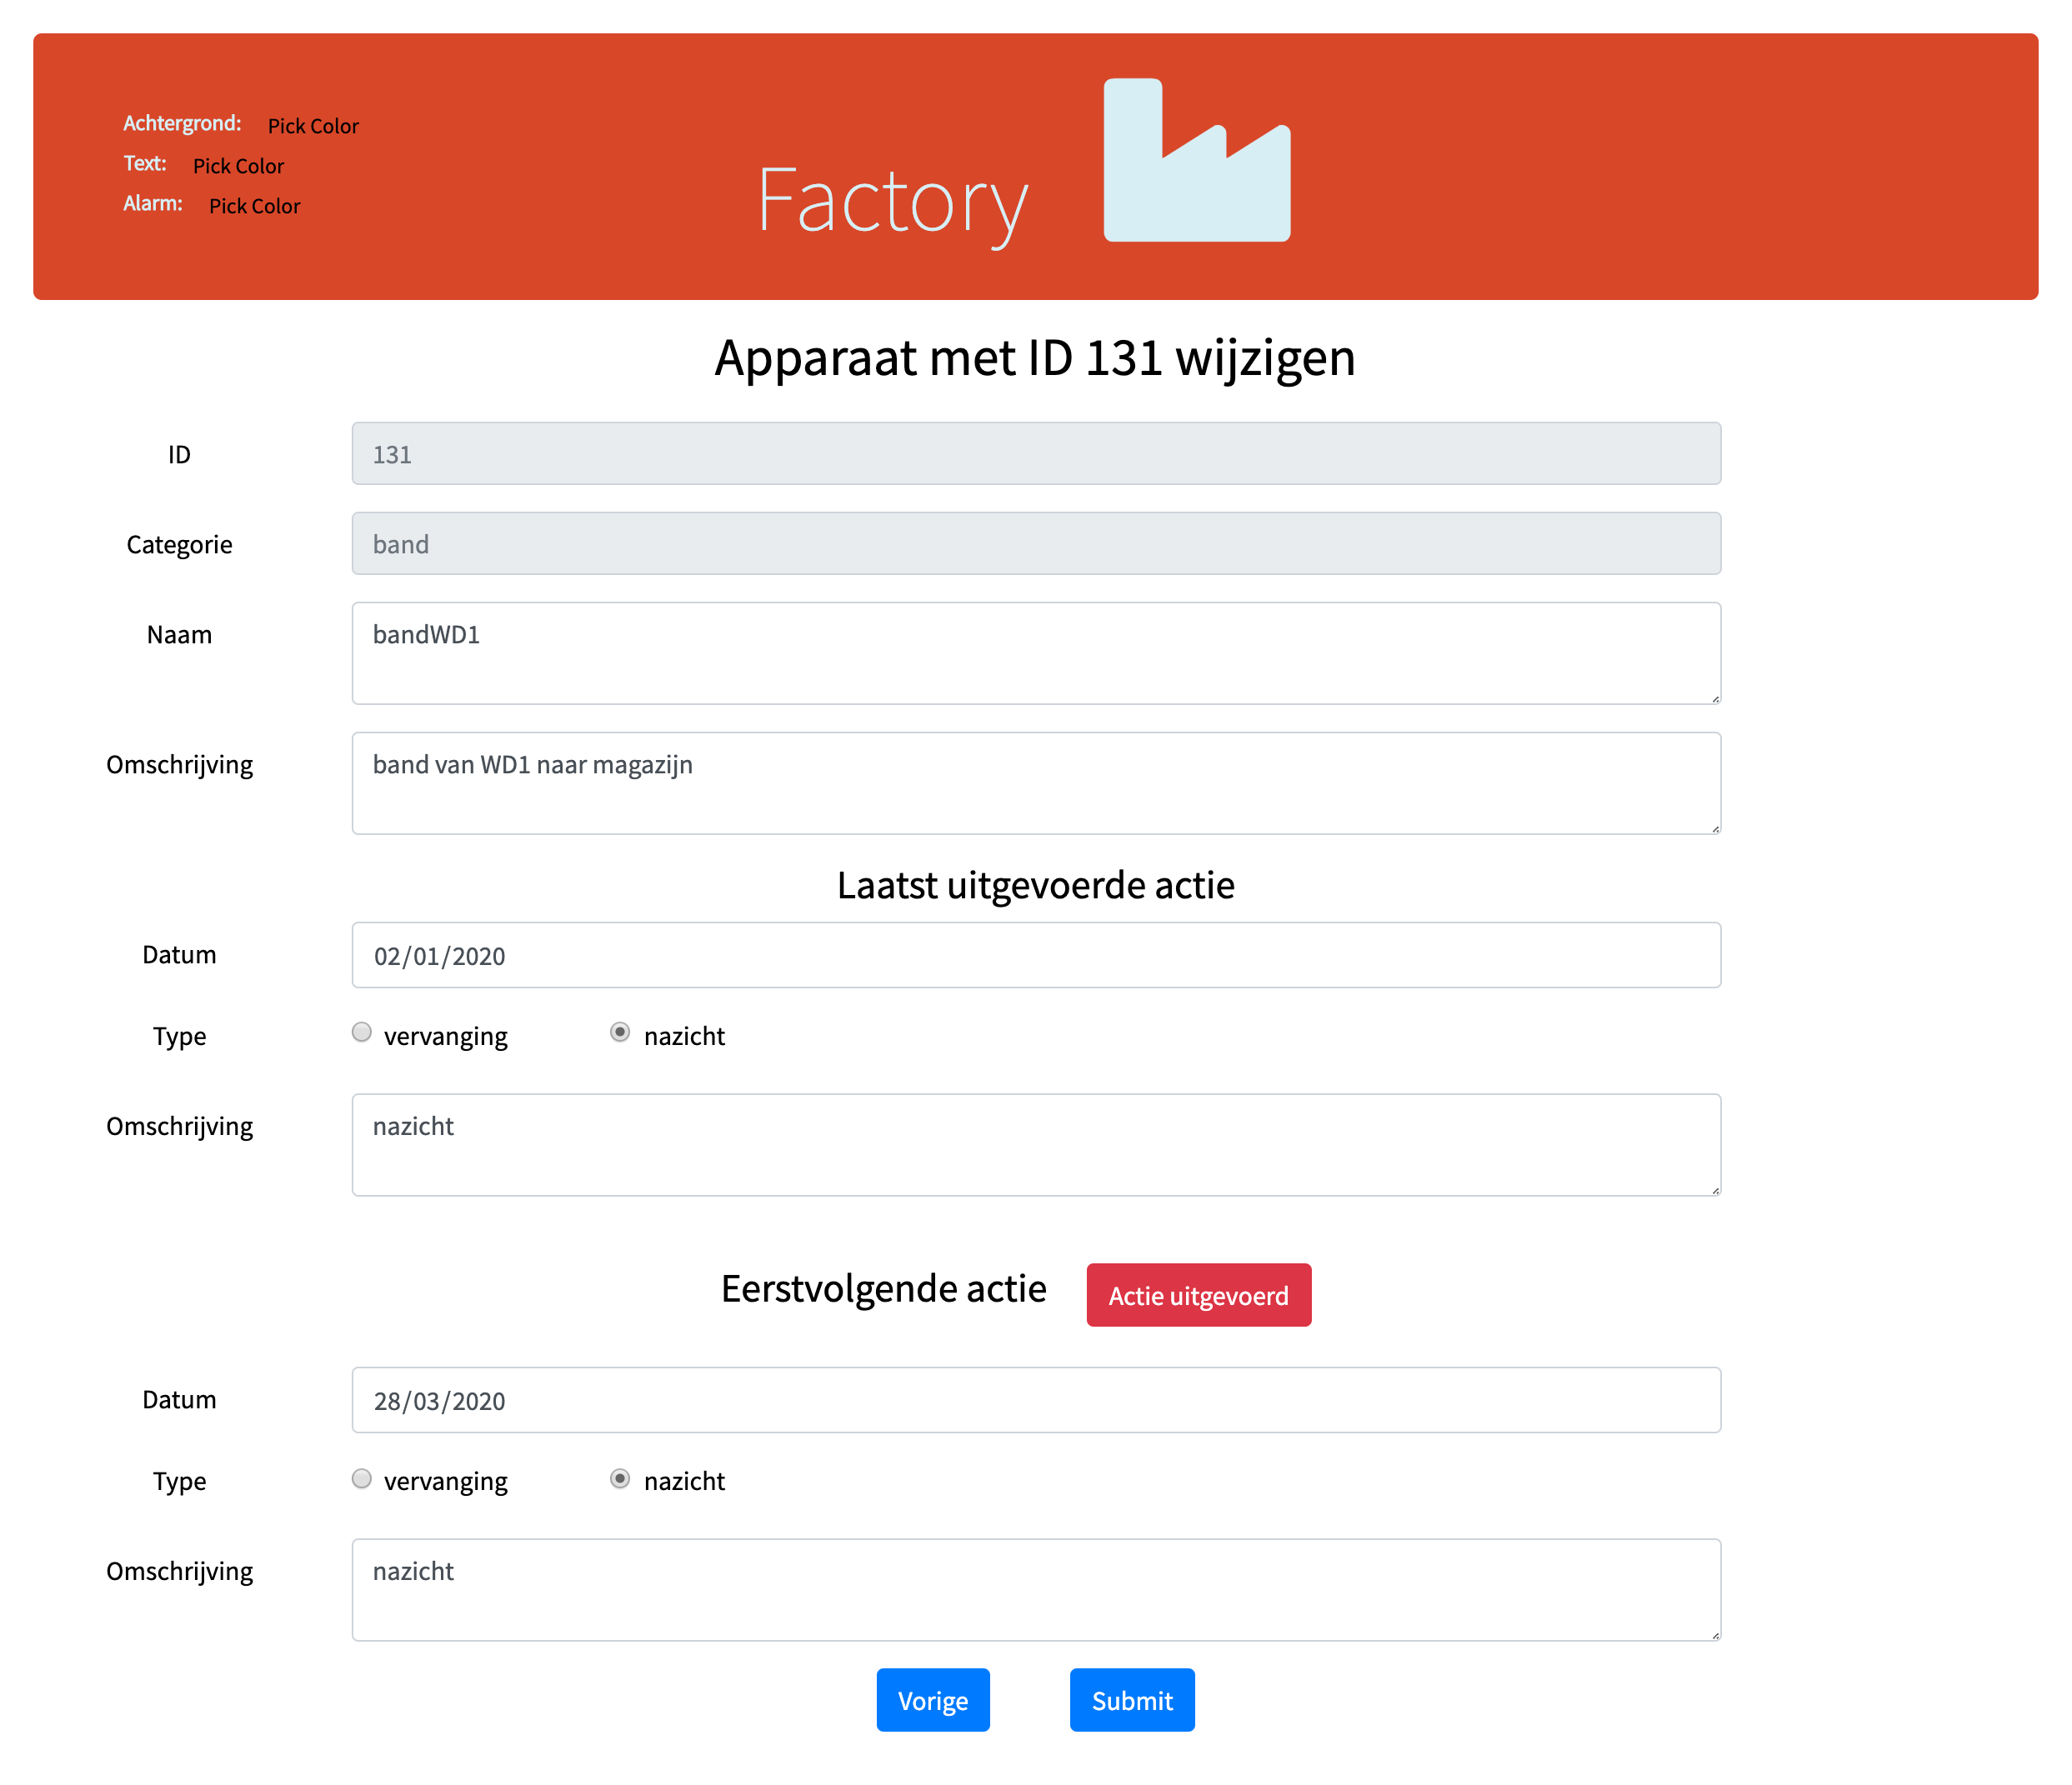 Achtergrond: Pick Color
Text: Pick Color
Alarm: Pick Color
Factory
Apparaat met ID 131 wijzigen
ID 131
Categorie band
Naam bandWD1
Omschrijving band van WD1 naar magazijn
Laatst uitgevoerde actie
Datum 02/01/2020
Type vervanging nazicht
Omschrijving nazicht
Eerstvolgende actie Actie uitgevoerd
Datum 28/03/2020
Type vervanging nazicht
Omschrijving nazicht
Vorige Submit